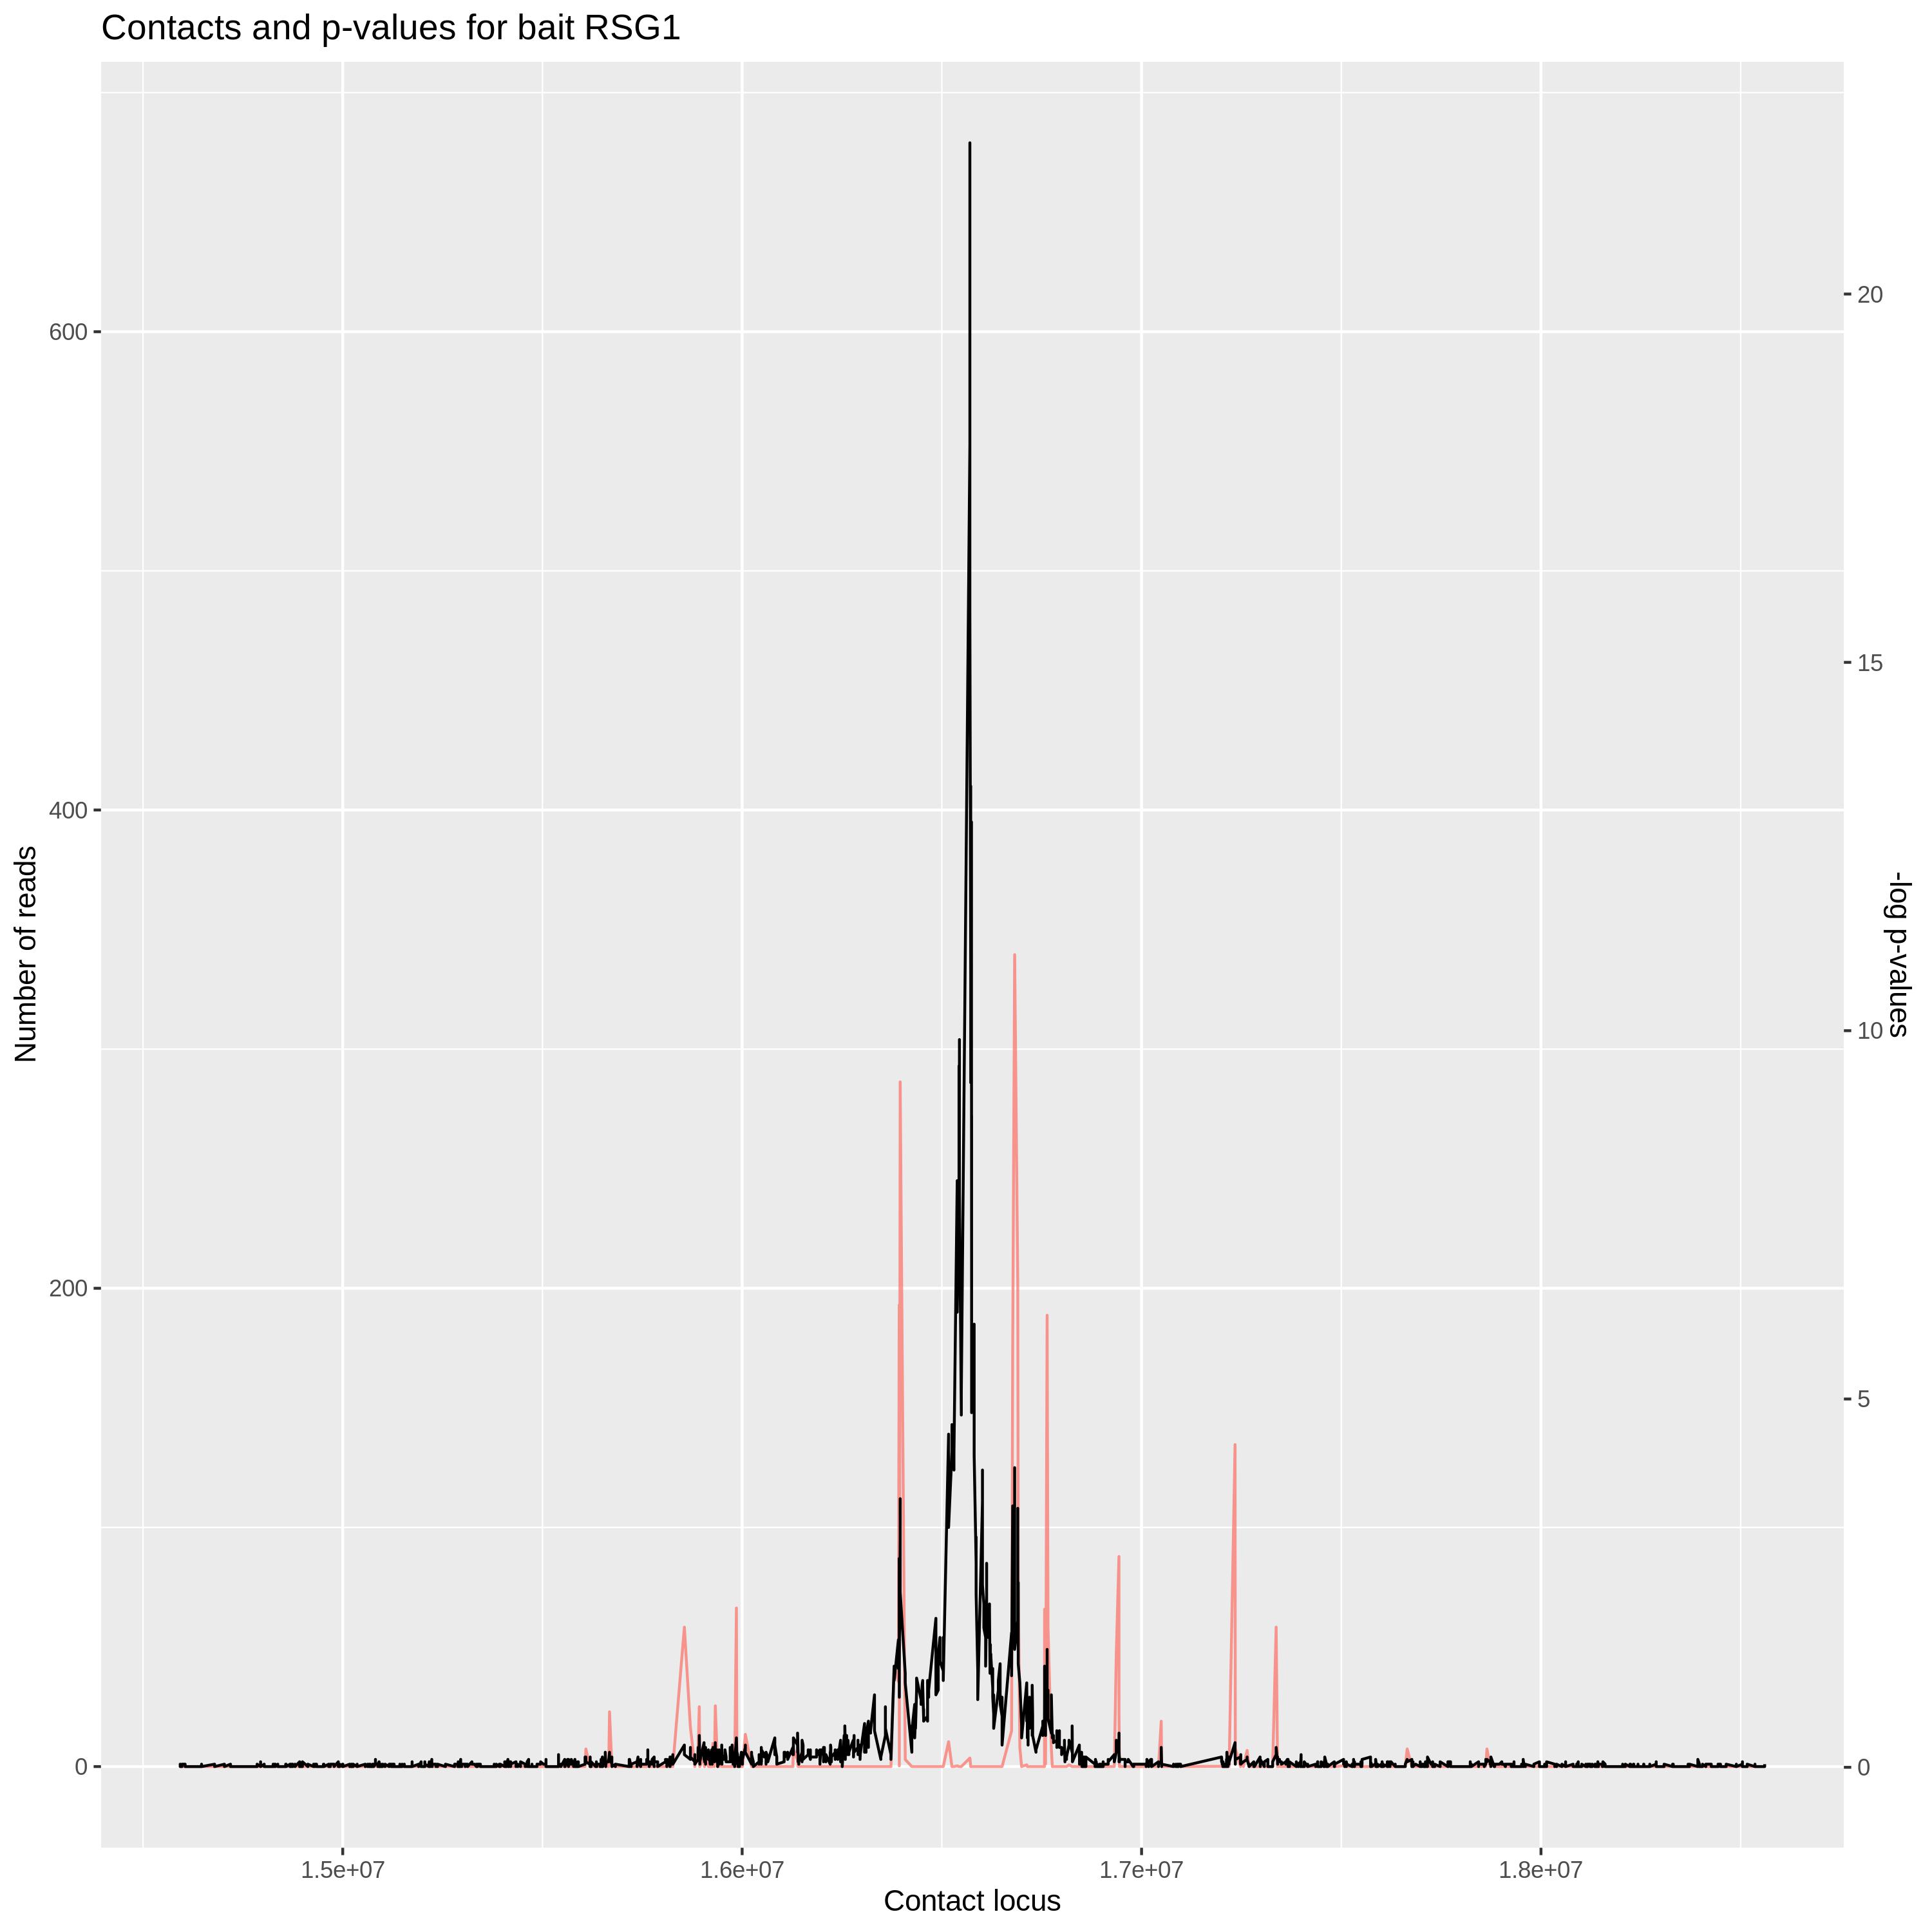 Contacts and p-values for bait RSG1
600
400
200
0
Number of reads
20
15
10
5
0
-log p-values
1.5e+07
1.6e+07
1.7e+07
1.8e+07
Contact locus